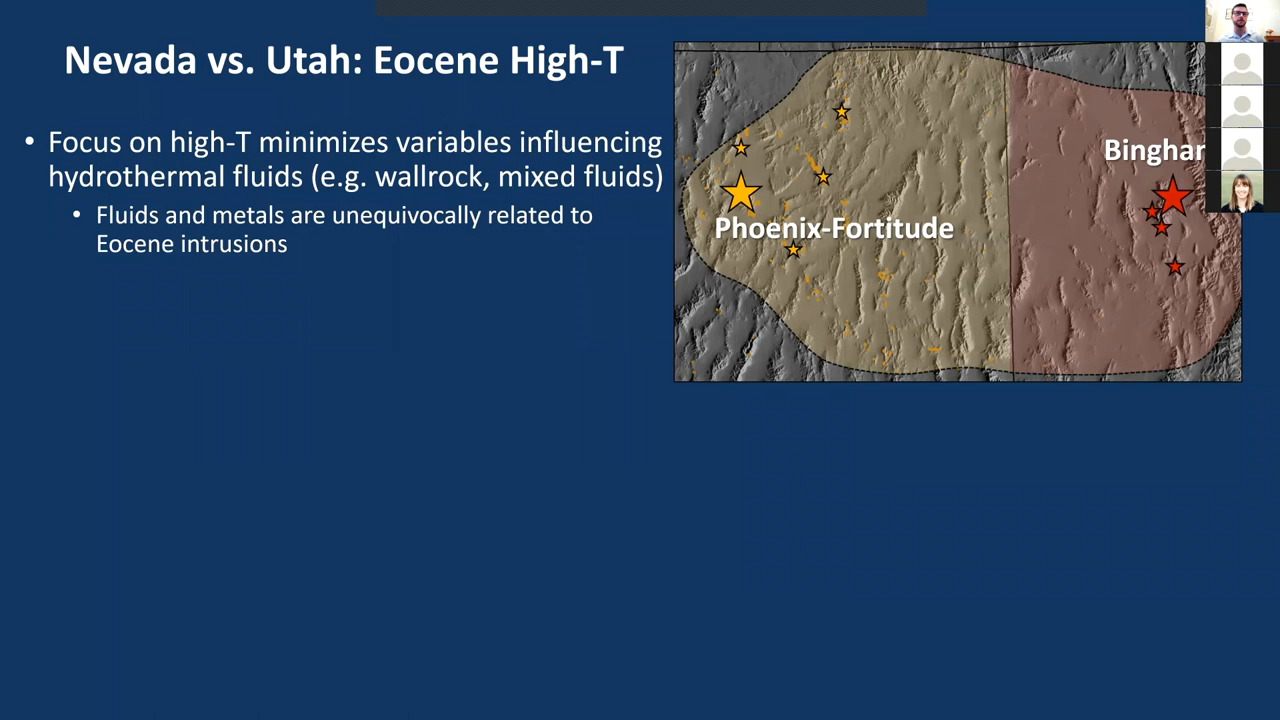 Nevada vs. Utah: Eocene High-T
• Focus on high-T minimizes variables influencing
hydrothermal fluids (e.g. wallrock, mixed fluids)
• Fluids and metals are unequivocally related to
Eocene intrusions
Binghar
Phoenix-Fortitude